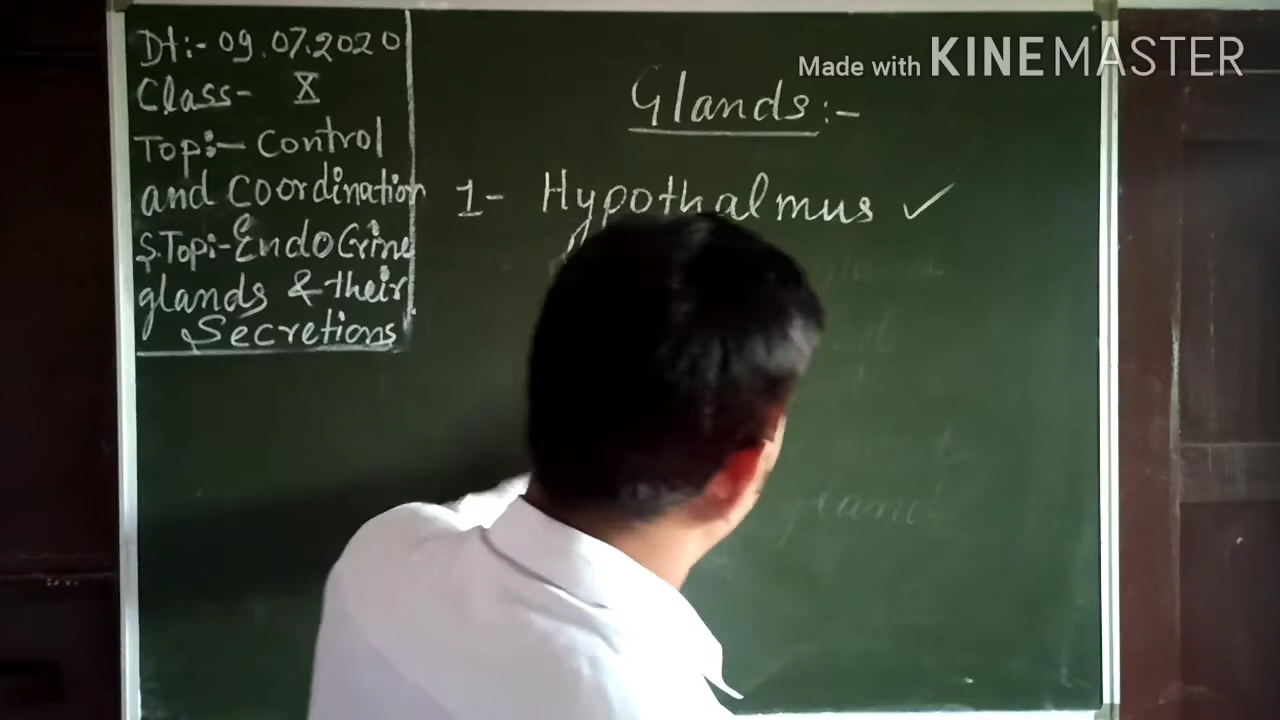 Dt:- 09.07.2020
Class- X
Top:- Control
and Coordination
S.Top:- EndoCrine
glands & their
Secretions
Made with KINEMASTER
Glands:-
1- Hypothalmus ✓
gland